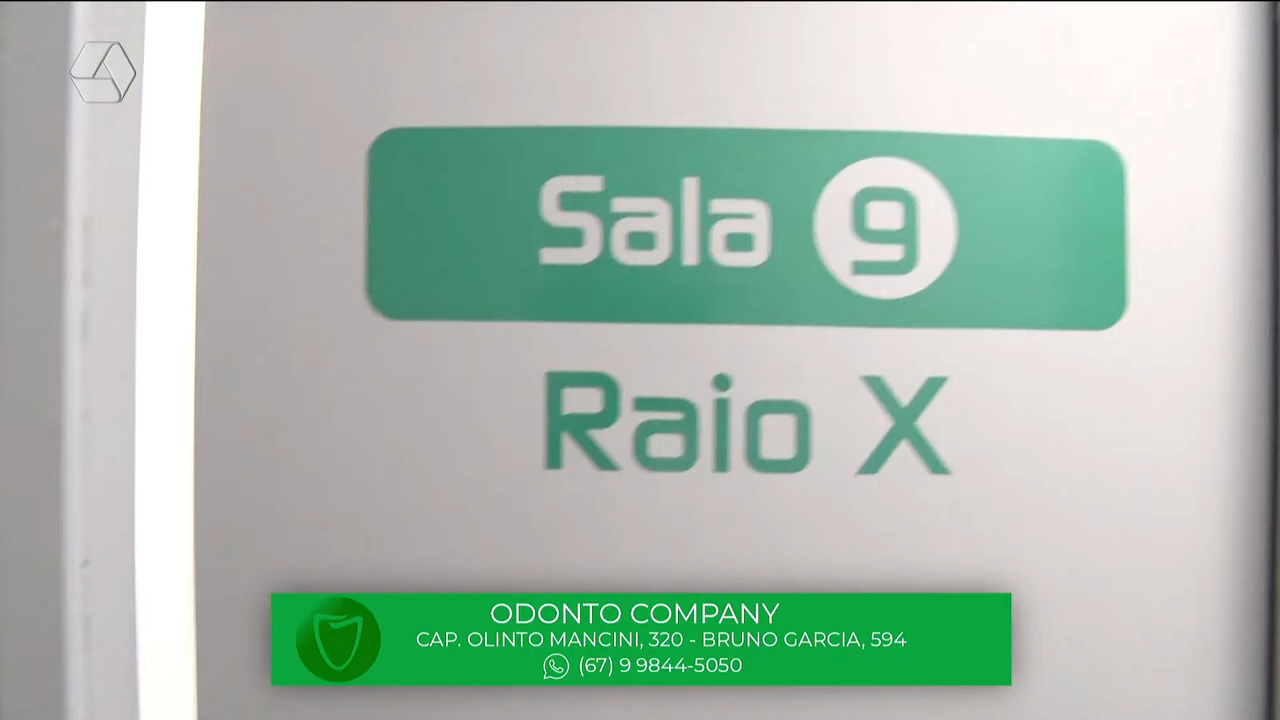 Sala 9
Raio X
ODONTO COMPANY
CAP. OLINTO MANCINI, 320 - BRUNO GARCIA, 594
(67) 9 9844-5050